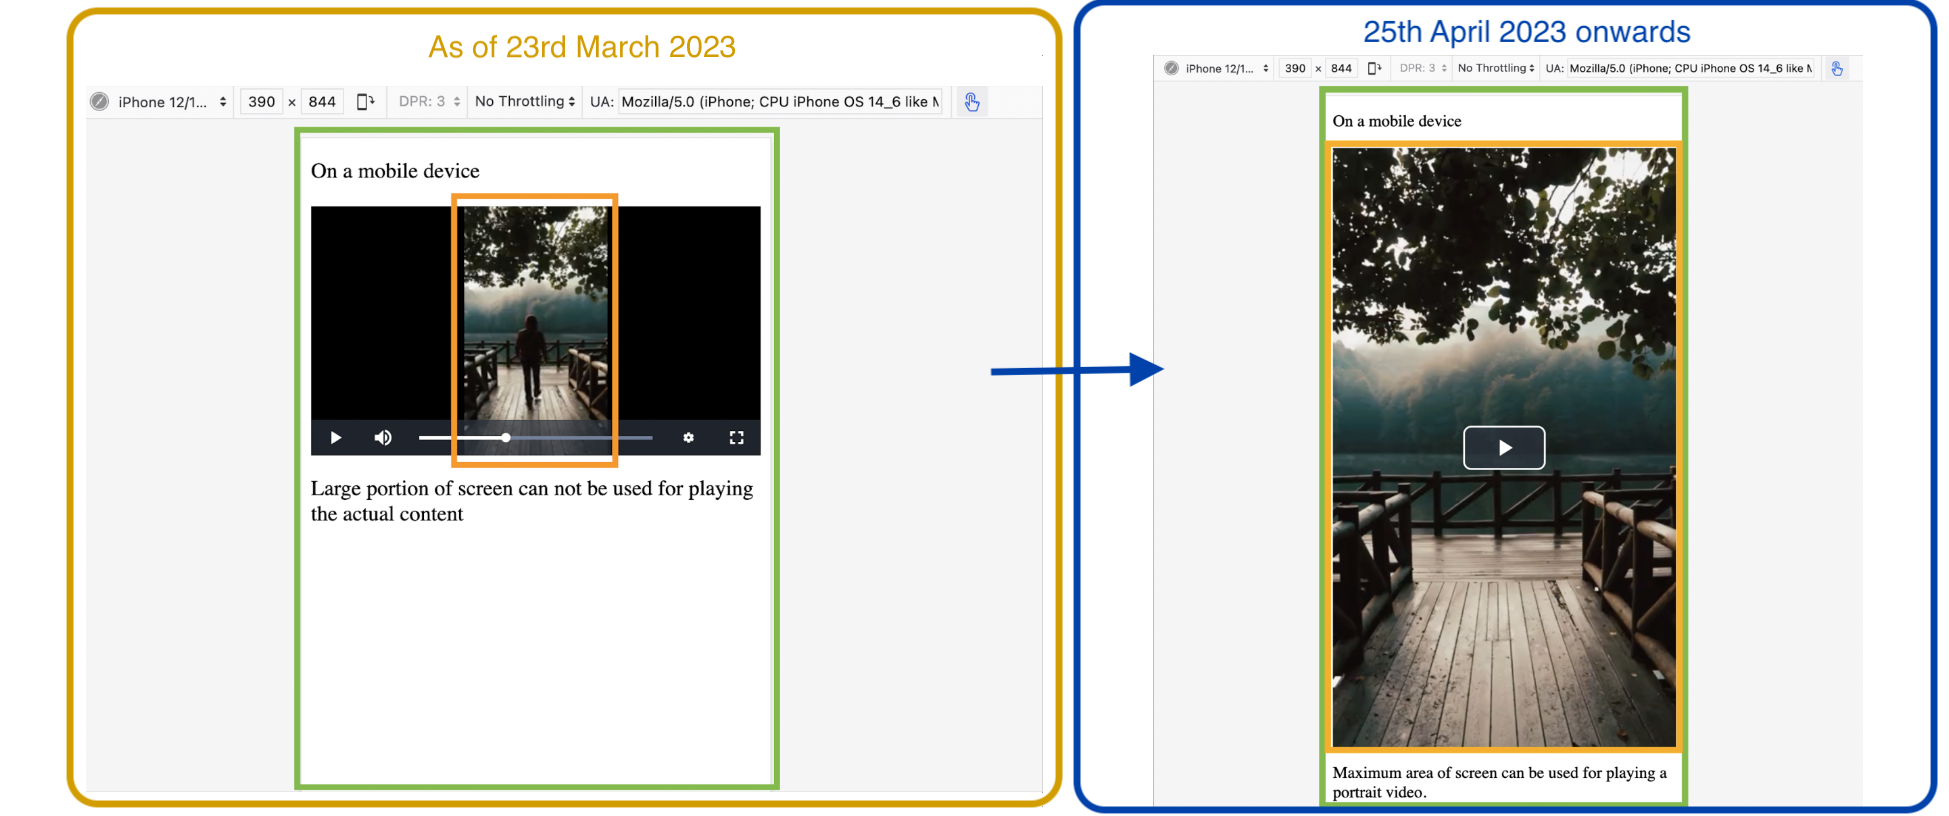 As of 23rd March 2023
iPhone 12/1... 390 × 844 DPR: 3 No Throttling UA: Mozilla/5.0 (iPhone; CPU iPhone OS 14_6 like M
On a mobile device
Large portion of screen can not be used for playing
the actual content
25th April 2023 onwards
iPhone 12/1... 390 × 844 DPR: 3 No Throttling UA: Mozilla/5.0 (iPhone; CPU iPhone OS 14_6 like M
On a mobile device
Maximum area of screen can be used for playing a
portrait video.